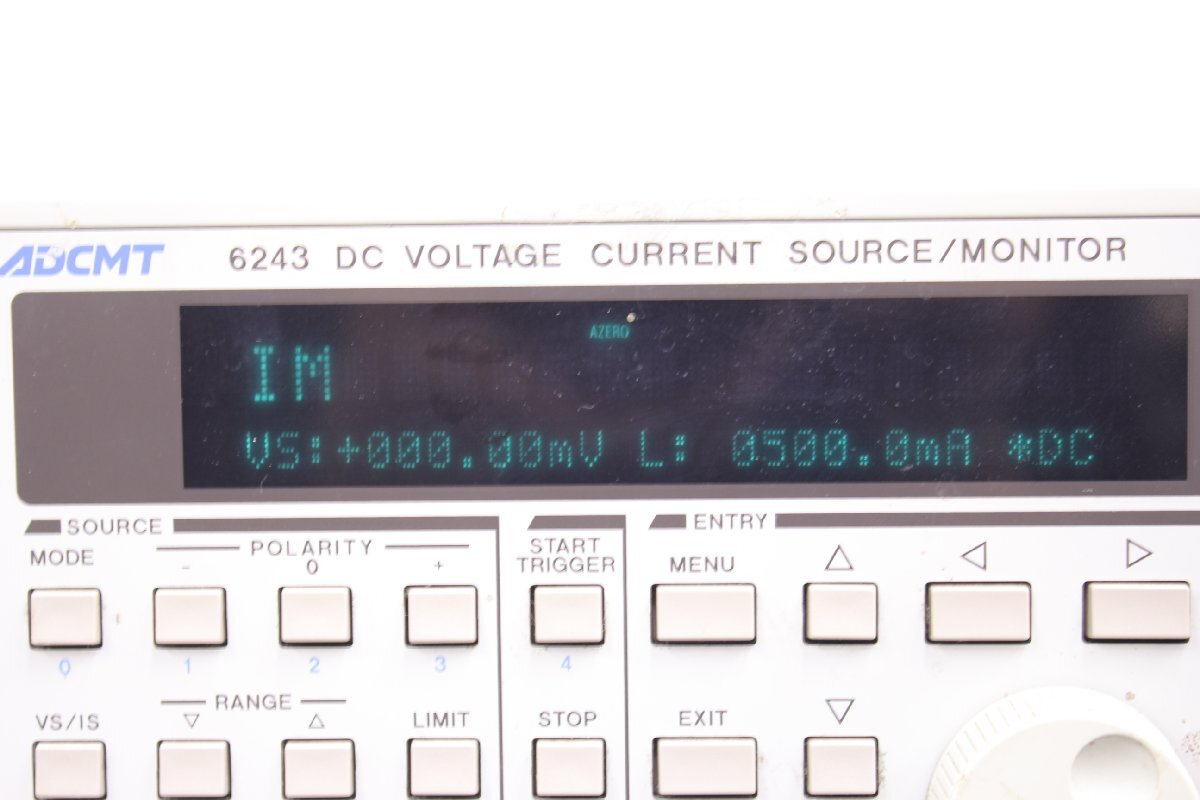 ADCMT 6243 DC VOLTAGE CURRENT SOURCE/MONITOR
AZERO
IM
VS:+000.00mV L: 0500.0mA *DC
SOURCE
ENTRY
MODE
POLARITY
- 0 +
START
TRIGGER
MENU
△ ◁ ▷
0 1 2 3 4
RANGE
VS/IS ▽ △ LIMIT STOP EXIT ▽